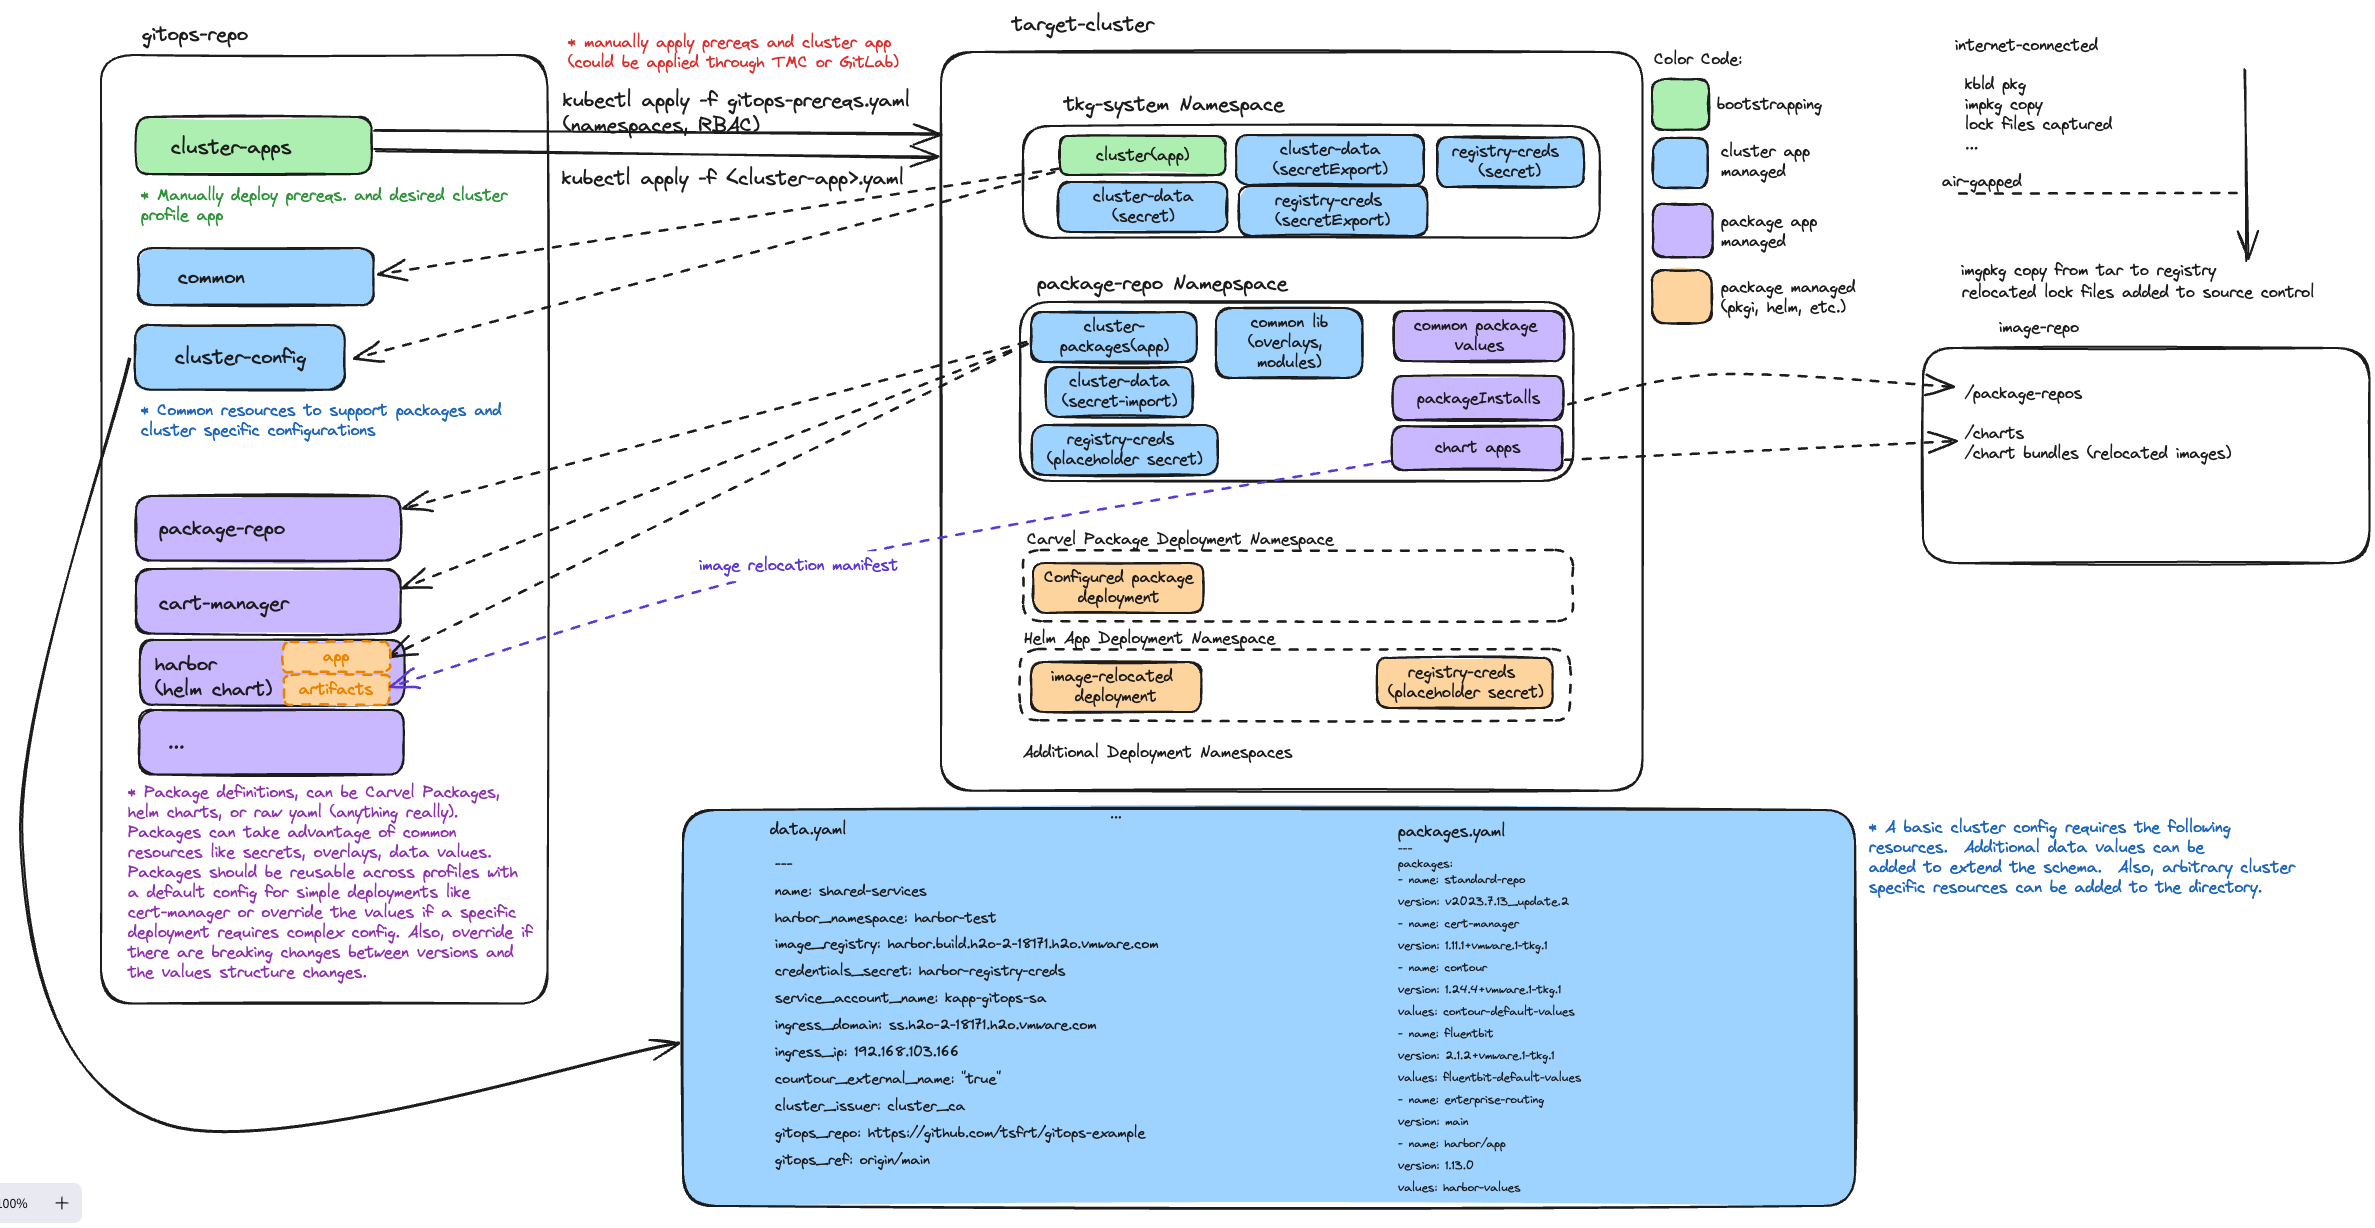 gitops-repo
cluster-apps
* Manually deploy prereqs. and desired cluster
profile app
common
cluster-config
* Common resources to support packages and
cluster specific configurations
package-repo
cart-manager
harbor
(helm chart)
app
artifacts
...
* Package definitions, can be Carvel Packages,
helm charts, or raw yaml (anything really).
Packages can take advantage of common
resources like secrets, overlays, data values.
Packages should be reusable across profiles with
a default config for simple deployments like
cert-manager or override the values if a specific
deployment requires complex config. Also, override if
there are breaking changes between versions and
the values structure changes.
* manually apply prereqs and cluster app
(could be applied through TMC or GitLab)
kubectl apply -f gitops-prereqs.yaml
(namespaces, RBAC)
kubectl apply -f <cluster-app>.yaml
image relocation manifest
target-cluster
tkg-system Namespace
cluster(app)
cluster-data
(secretExport)
registry-creds
(secret)
cluster-data
(secret)
registry-creds
(secretExport)
package-repo Namepspace
cluster-
packages(app)
common lib
(overlays,
modules)
common package
values
cluster-data
(secret-import)
packageInstalls
registry-creds
(placeholder secret)
chart apps
Carvel Package Deployment Namespace
Configured package
deployment
Helm App Deployment Namespace
image-relocated
deployment
registry-creds
(placeholder secret)
Additional Deployment Namespaces
...
Color Code:
bootstrapping
cluster app
managed
package app
managed
package managed
(pkgi, helm, etc.)
internet-connected
kbld pkg
impkg copy
lock files captured
...
air-gapped
imgpkg copy from tar to registry
relocated lock files added to source control
image-repo
/package-repos
/charts
/chart bundles (relocated images)
data.yaml
---
name: shared-services
harbor_namespace: harbor-test
image_registry: harbor.build.h2o-2-18171.h2o.vmware.com
credentials_secret: harbor-registry-creds
service_account_name: kapp-gitops-sa
ingress_domain: ss.h2o-2-18171.h2o.vmware.com
ingress_ip: 192.168.103.166
countour_external_name: "true"
cluster_issuer: cluster_ca
gitops_repo: https://github.com/tsfrt/gitops-example
gitops_ref: origin/main
packages.yaml
---
packages:
- name: standard-repo
version: v2023.7.13_update.2
- name: cert-manager
version: 1.11.1+vmware.1-tkg.1
- name: contour
version: 1.24.4+vmware.1-tkg.1
values: contour-default-values
- name: fluentbit
version: 2.1.2+vmware.1-tkg.1
values: fluentbit-default-values
- name: enterprise-routing
version: main
- name: harbor/app
version: 1.13.0
values: harbor-values
* A basic cluster config requires the following
resources.  Additional data values can be
added to extend the schema.  Also, arbitrary cluster
specific resources can be added to the directory.
100%
+